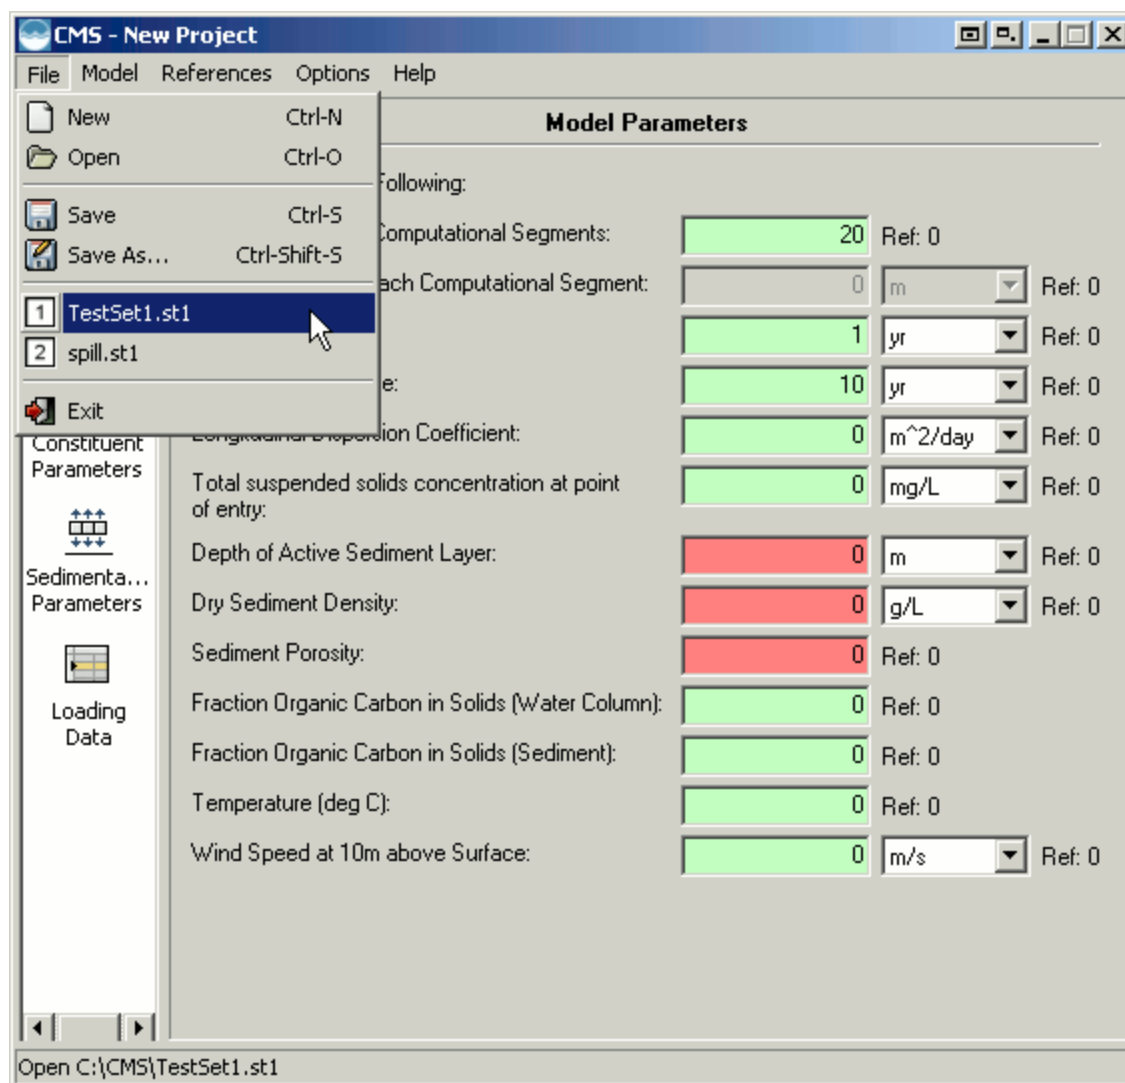 CMS - New Project
File Model References Options Help
New Ctrl-N
Open Ctrl-O
Save Ctrl-S
Save As... Ctrl-Shift-S
1 TestSet1.st1
2 spill.st1
Exit
Constituent
Parameters
Sedimenta...
Parameters
Loading
Data
Model Parameters
Following:
Computational Segments: 20 Ref: 0
ach Computational Segment: 0 m Ref: 0
1 yr Ref: 0
e: 10 yr Ref: 0
Longitudinal Dispersion Coefficient: 0 m^2/day Ref: 0
Total suspended solids concentration at point
of entry: 0 mg/L Ref: 0
Depth of Active Sediment Layer: 0 m Ref: 0
Dry Sediment Density: 0 g/L Ref: 0
Sediment Porosity: 0 Ref: 0
Fraction Organic Carbon in Solids (Water Column): 0 Ref: 0
Fraction Organic Carbon in Solids (Sediment): 0 Ref: 0
Temperature (deg C): 0 Ref: 0
Wind Speed at 10m above Surface: 0 m/s Ref: 0
Open C:\CMS\TestSet1.st1